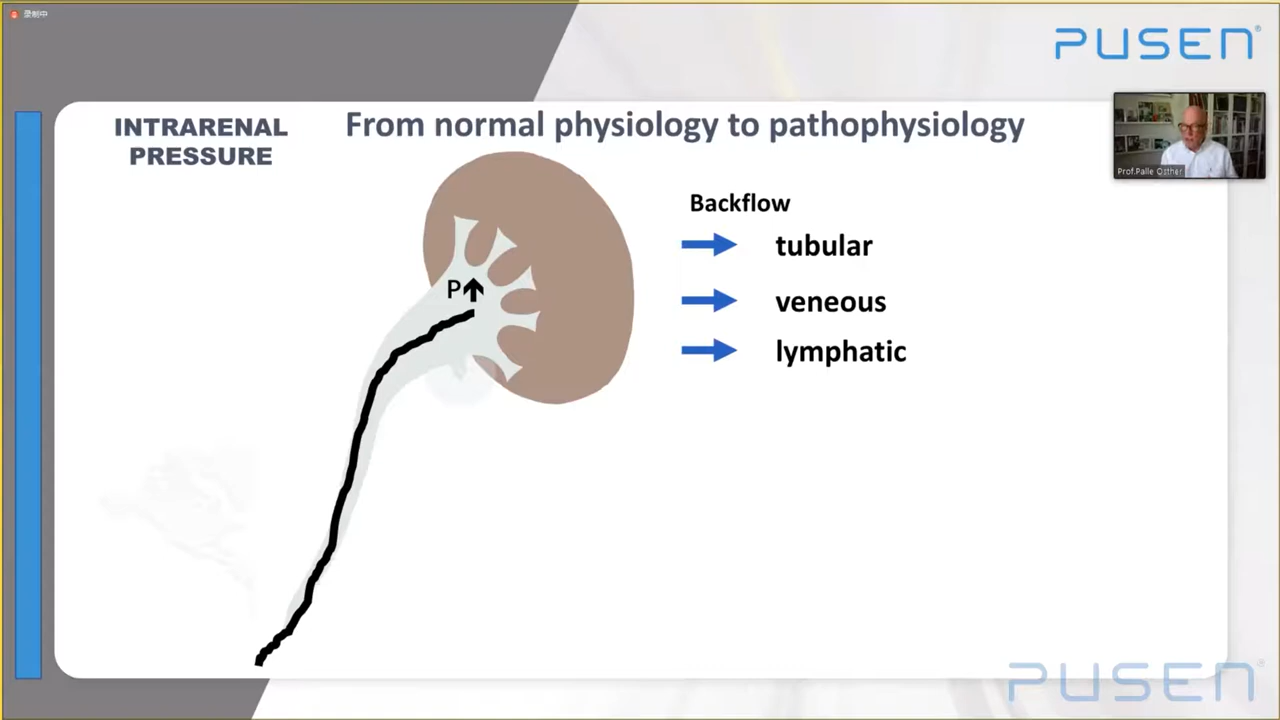 录制中
PUSEN®
INTRARENAL
PRESSURE
From normal physiology to pathophysiology
Prof.Palle Osther
Backflow
tubular
veneous
lymphatic
P
PUSEN®